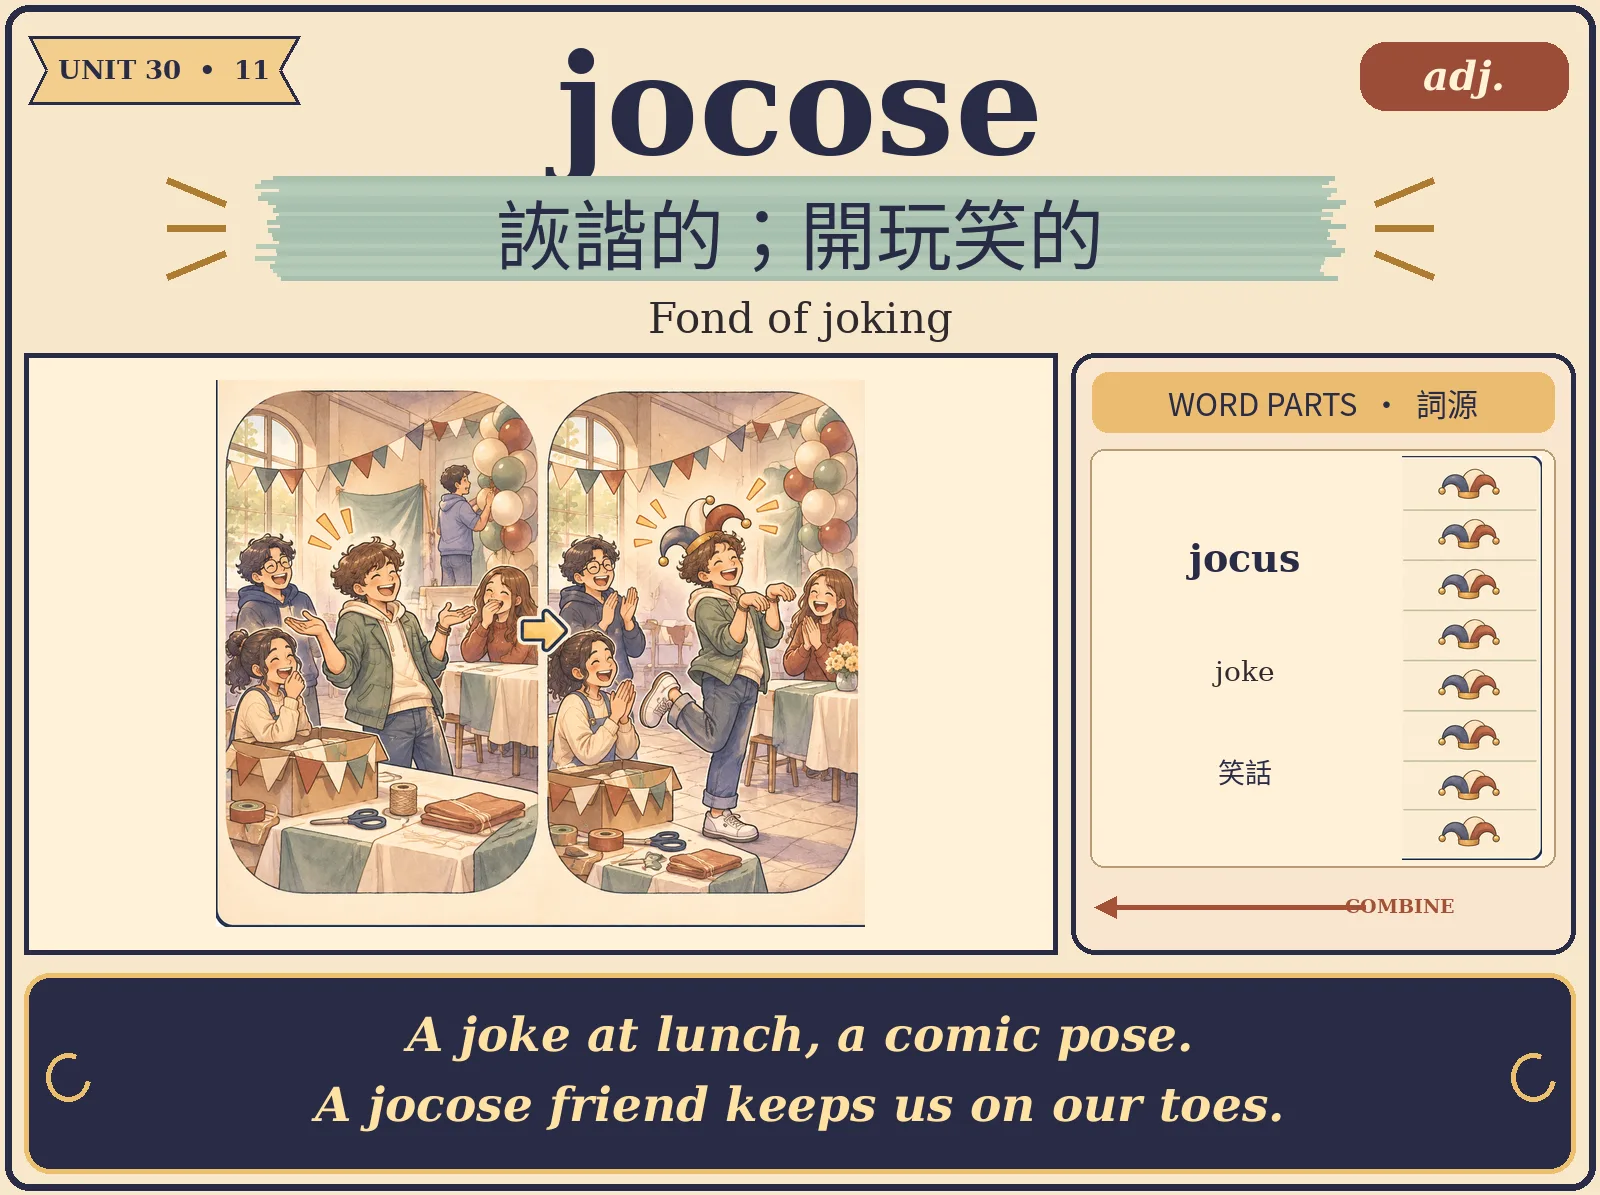 UNIT 30 • 11
jocose
adj.
詼諧的；開玩笑的
Fond of joking
WORD PARTS • 詞源
jocus
joke
笑話
COMBINE
A joke at lunch, a comic pose.
A jocose friend keeps us on our toes.